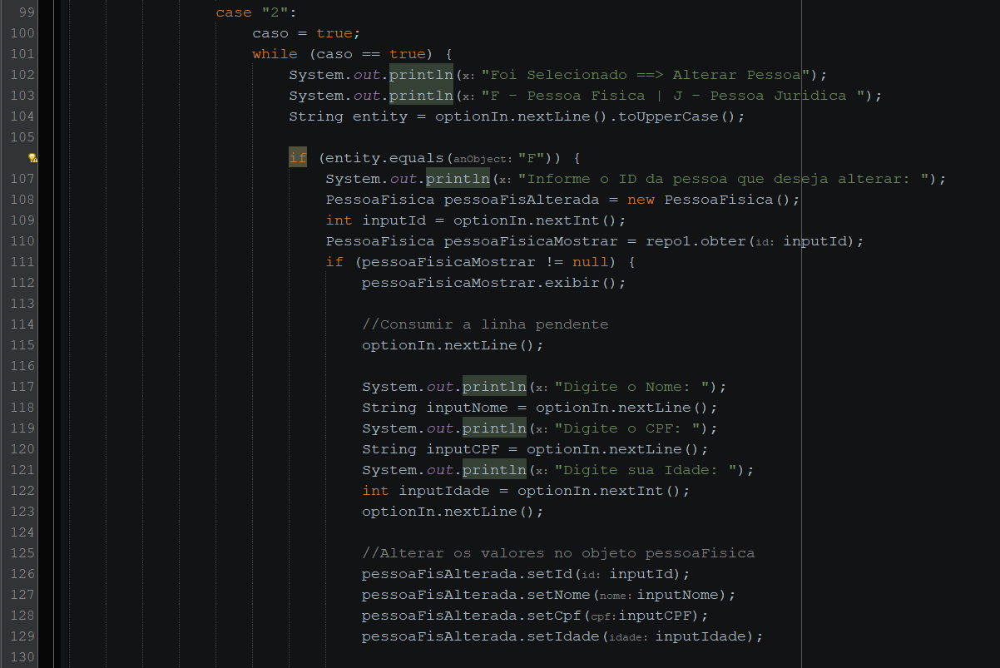 99 case "2":
100 caso = true;
101 while (caso == true) {
102 System.out.println(x: "Foi Selecionado ==> Alterar Pessoa");
103 System.out.println(x: "F - Pessoa Fisica | J - Pessoa Juridica ");
104 String entity = optionIn.nextLine().toUpperCase();
105
if (entity.equals(anObject: "F")) {
107 System.out.println(x: "Informe o ID da pessoa que deseja alterar: ");
108 PessoaFisica pessoaFisAlterada = new PessoaFisica();
109 int inputId = optionIn.nextInt();
110 PessoaFisica pessoaFisicaMostrar = repo1.obter(id: inputId);
111 if (pessoaFisicaMostrar != null) {
112 pessoaFisicaMostrar.exibir();
113
114 //Consumir a linha pendente
115 optionIn.nextLine();
116
117 System.out.println(x: "Digite o Nome: ");
118 String inputNome = optionIn.nextLine();
119 System.out.println(x: "Digite o CPF: ");
120 String inputCPF = optionIn.nextLine();
121 System.out.println(x: "Digite sua Idade: ");
122 int inputIdade = optionIn.nextInt();
123 optionIn.nextLine();
124
125 //Alterar os valores no objeto pessoaFisica
126 pessoaFisAlterada.setId(id: inputId);
127 pessoaFisAlterada.setNome(nome: inputNome);
128 pessoaFisAlterada.setCpf(cpf: inputCPF);
129 pessoaFisAlterada.setIdade(idade: inputIdade);
130